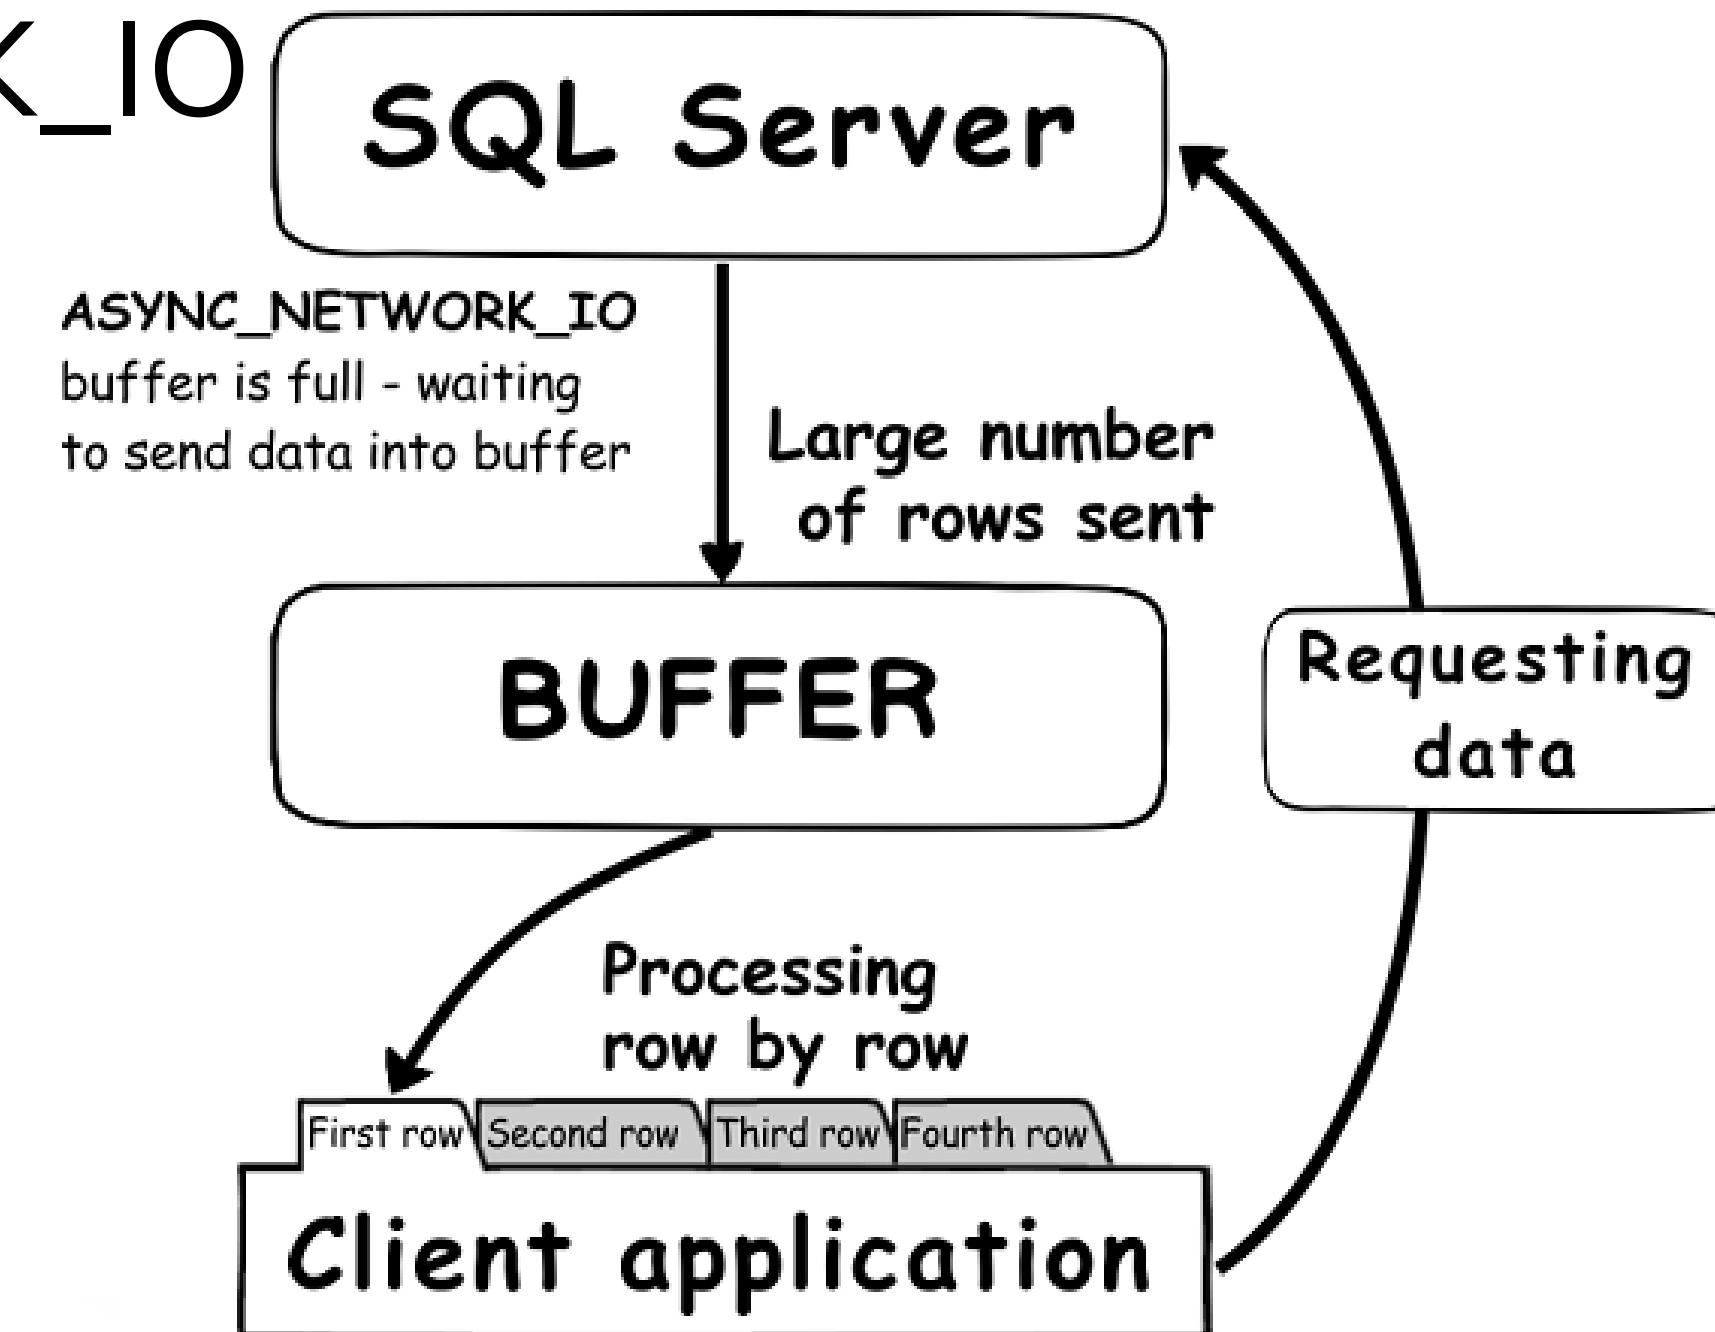 K_IO
SQL Server
ASYNC_NETWORK_IO
buffer is full - waiting
to send data into buffer
Large number
of rows sent
BUFFER
Requesting
data
Processing
row by row
First row
Second row
Third row
Fourth row
Client application